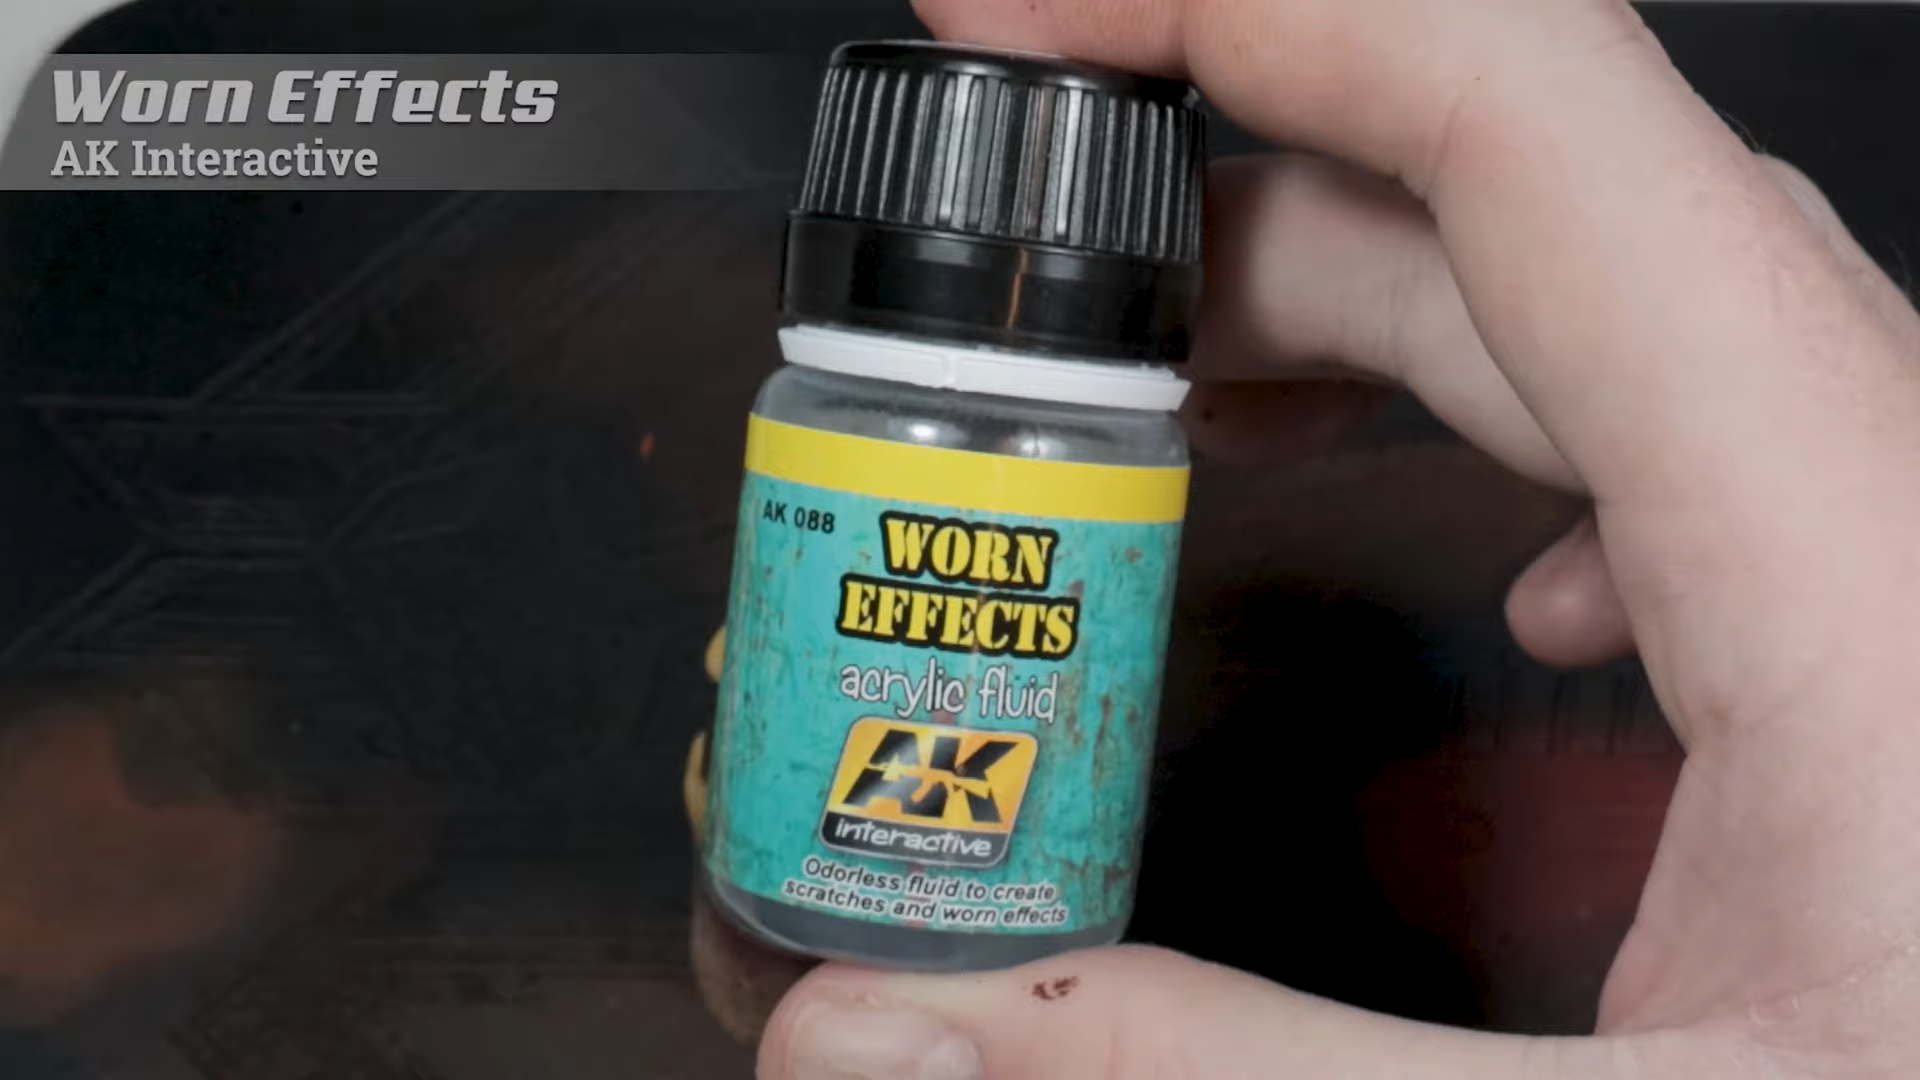 Worn Effects
AK Interactive
AK 088
WORN
EFFECTS
acrylic fluid
AK
interactive
Odorless fluid to create
scratches and worn effects